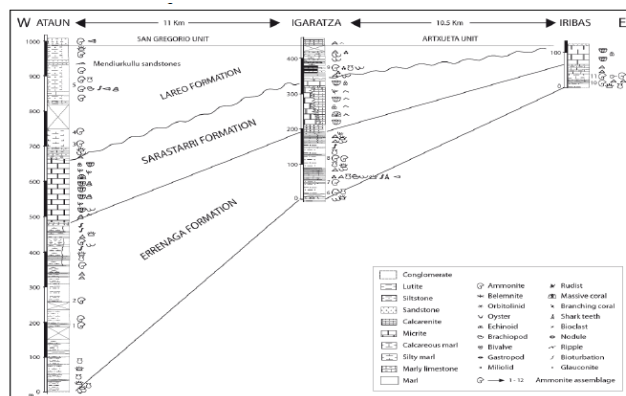 W ATAUN 11 Km IGARATZA 10.5 Km IRIBAS E
SAN GREGORIO UNIT ARTXUETA UNIT
1000
900
800
700
600
500
400
300
200
100
0
Mendiurkullu sandstones
LAREO FORMATION
SARASTARRI FORMATION
ERRENAGA FORMATION
400
300
200
100
0
100
0
Conglomerate
Lutite
Siltstone
Sandstone
Calcarenite
Micrite
Calcareous marl
Silty marl
Marly limestone
Marl
Ammonite
Belemnite
Orbitolinid
Oyster
Echinoid
Brachiopod
Bivalve
Gastropod
Miliolid
1 - 12 Ammonite assemblage
Rudist
Massive coral
Branching coral
Shark teeth
Bioclast
Nodule
Ripple
Bioturbation
Glauconite